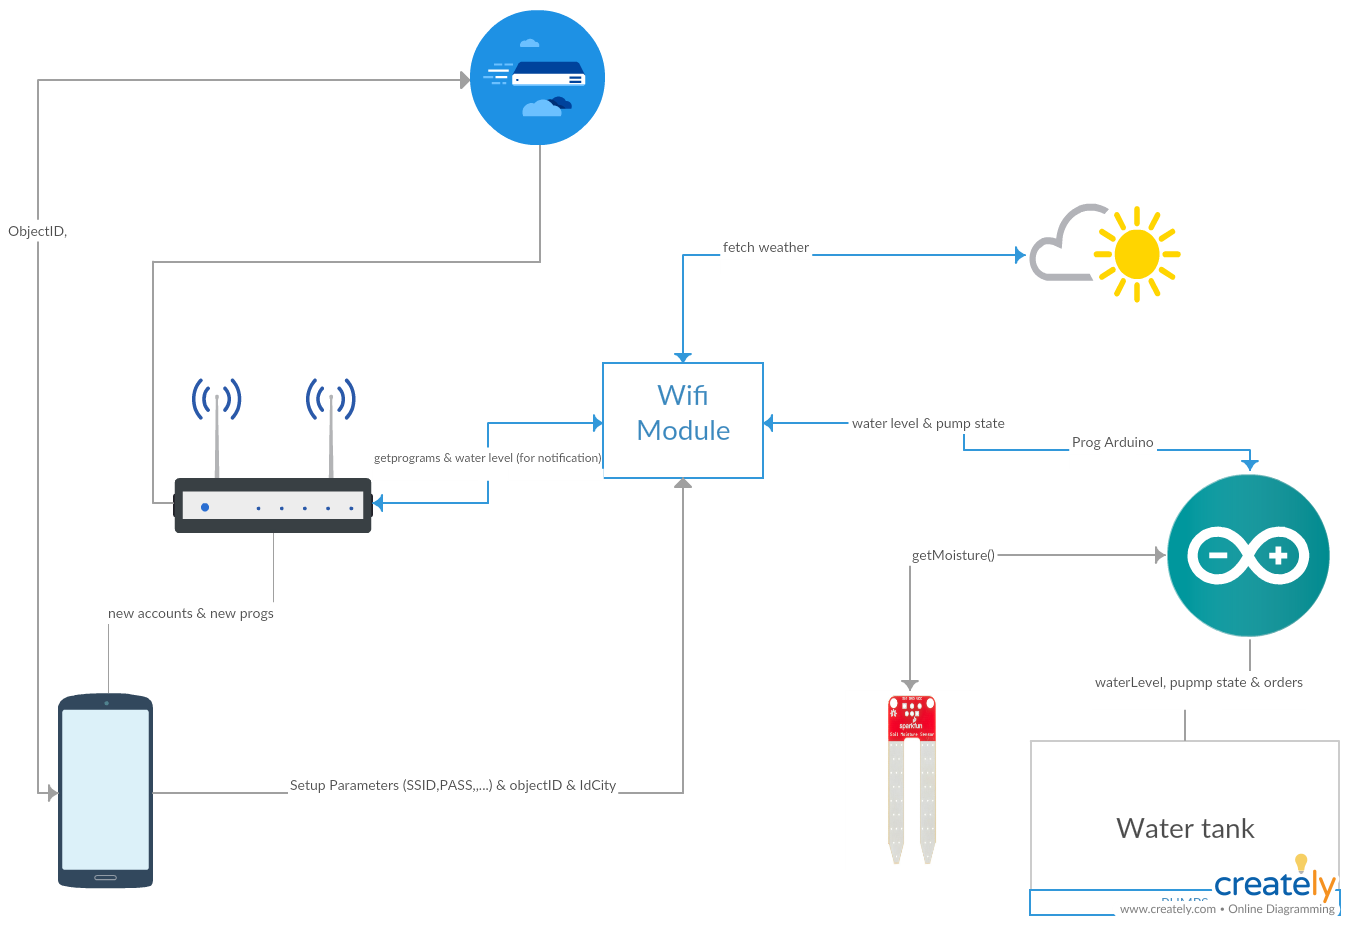 ObjectID,
fetch weather
Wifi
Module
water level & pump state
Prog Arduino
getprograms & water level (for notification)
getMoisture()
new accounts & new progs
waterLevel, pupmp state & orders
sparkfun
Soil Moisture Sensor
Setup Parameters (SSID,PASS,,...) & objectID & IdCity
Water tank
creately
PUMPS
www.creately.com • Online Diagramming